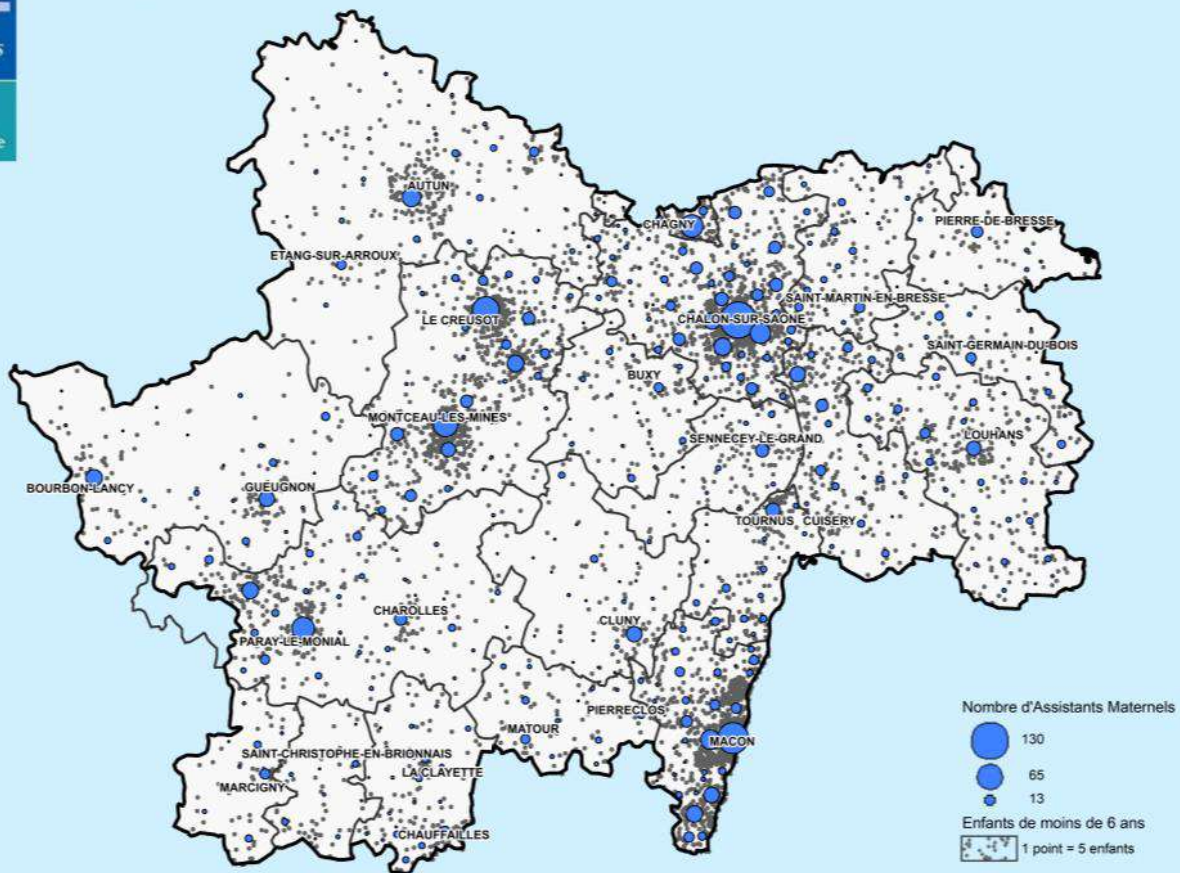 AUTUN
CHAGNY
PIERRE-DE-BRESSE
ETANG-SUR-ARROUX
SAINT-MARTIN-EN-BRESSE
LE CREUSOT
CHALON-SUR-SAONE
SAINT-GERMAIN-DU-BOIS
BUXY
MONTCEAU-LES-MINES
SENNECEY-LE-GRAND
LOUHANS
BOURBON-LANCY
GUEUGNON
TOURNUS
CUISERY
CHAROLLES
CLUNY
PARAY-LE-MONIAL
PIERRECLOS
MATOUR
MACON
SAINT-CHRISTOPHE-EN-BRIONNAIS
LA CLAYETTE
MARCIGNY
CHAUFFAILLES
Nombre d'Assistants Maternels
130
65
13
Enfants de moins de 6 ans
1 point = 5 enfants